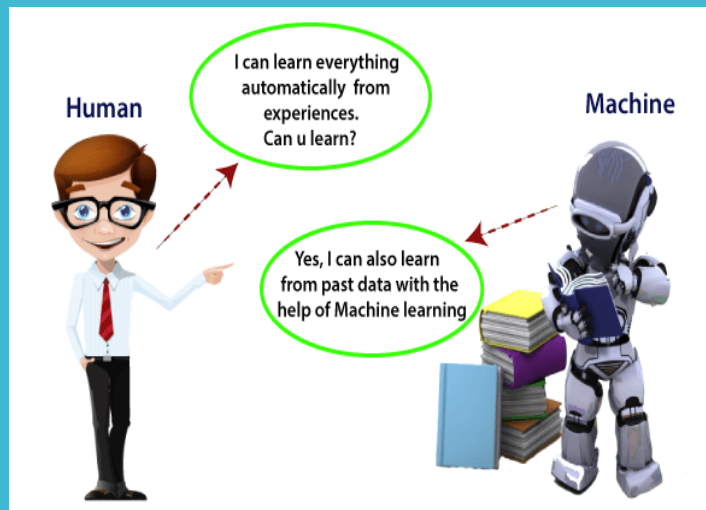 Human
I can learn everything
automatically from
experiences.
Can u learn?
Machine
Yes, I can also learn
from past data with the
help of Machine learning